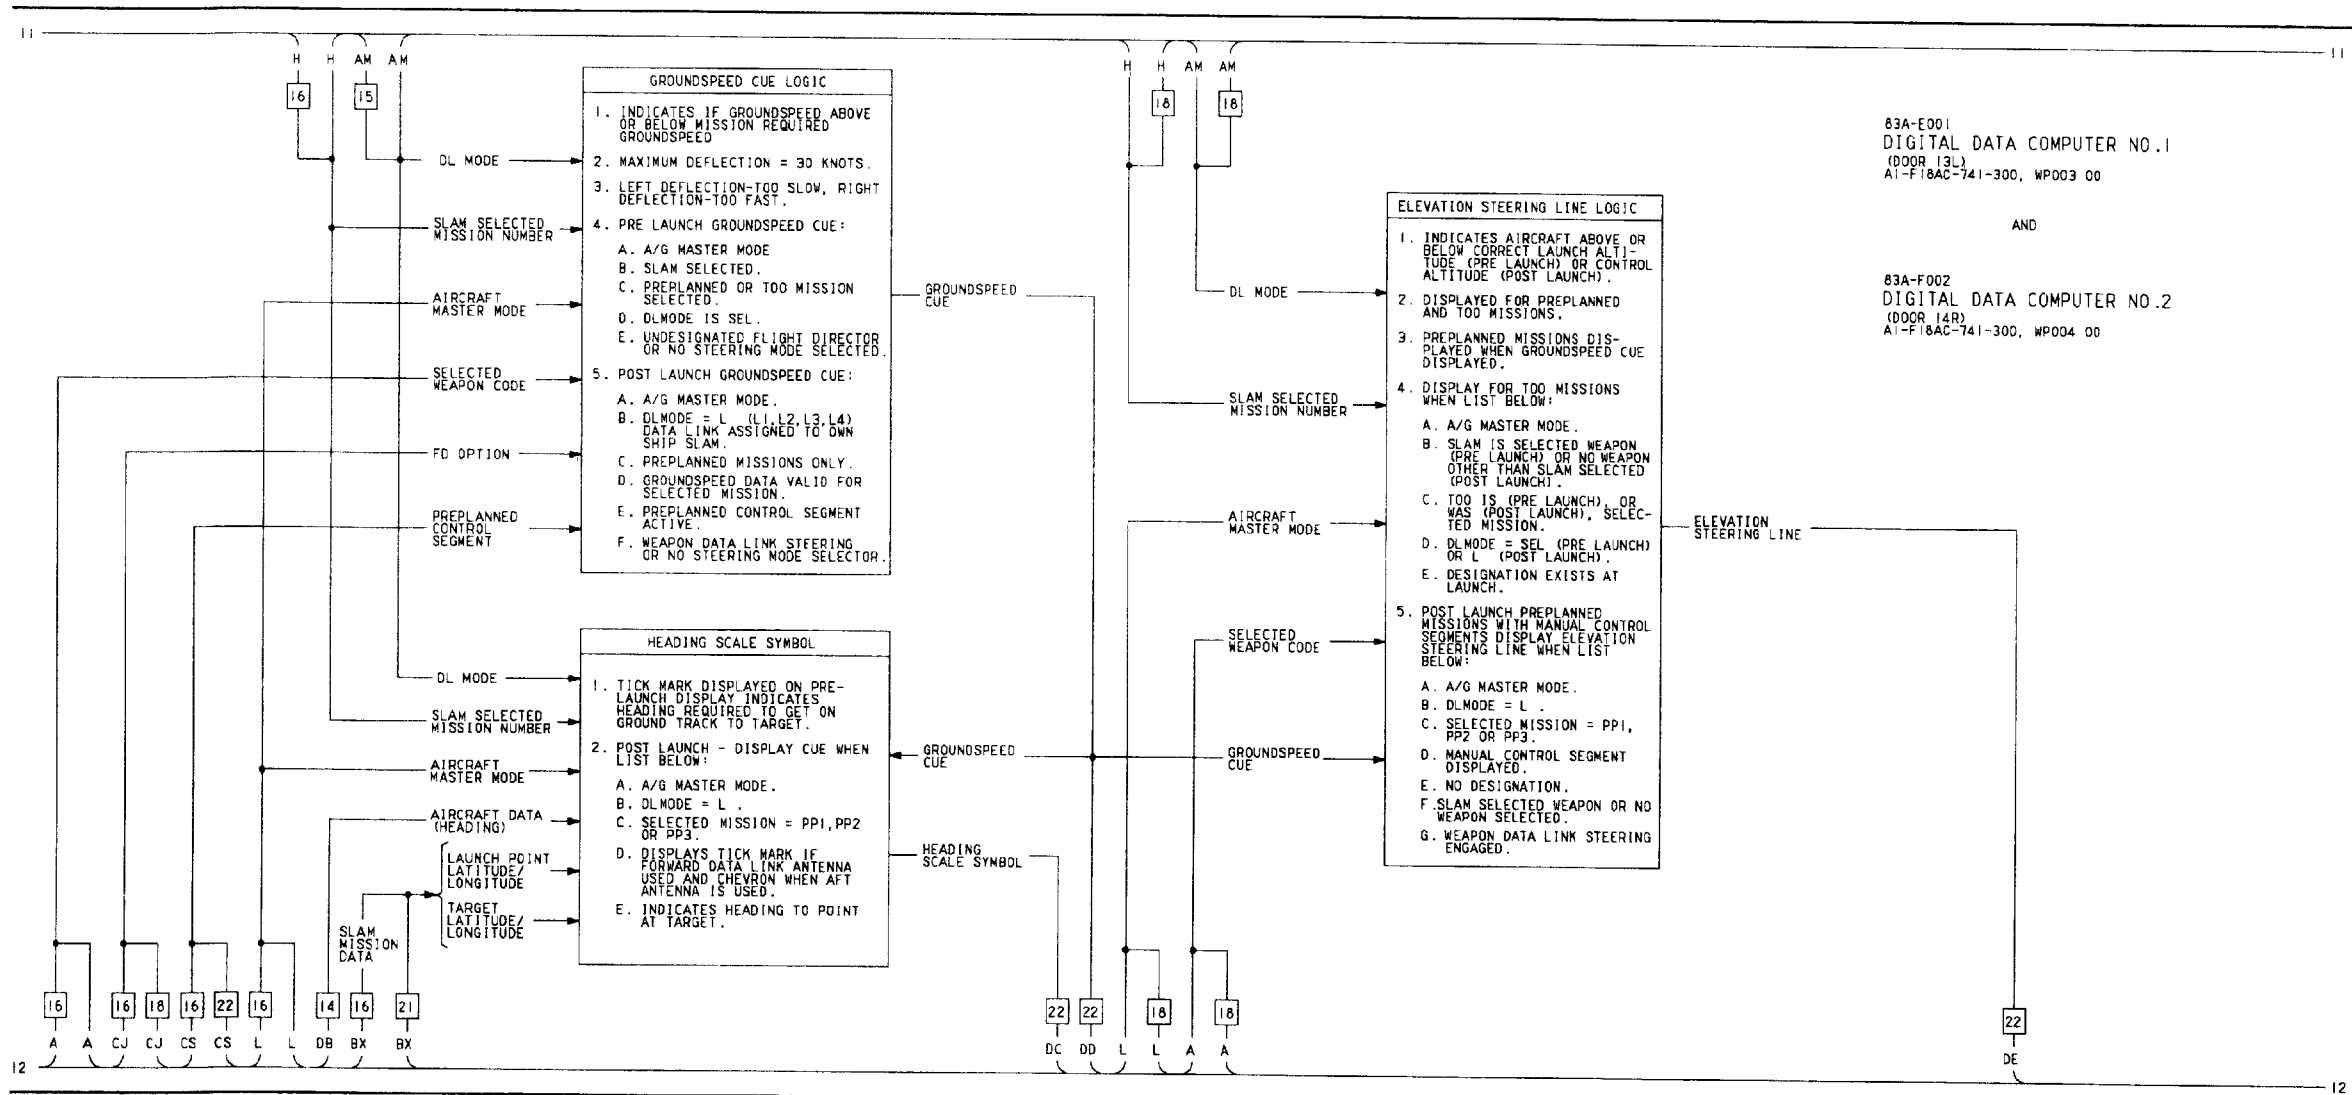 11
11
H
H
AM
AM
16
15
GROUNDSPEED CUE LOGIC
1. INDICATES IF GROUNDSPEED ABOVE
OR BELOW MISSION REQUIRED
GROUNDSPEED
2. MAXIMUM DEFLECTION = 30 KNOTS.
3. LEFT DEFLECTION-TOO SLOW, RIGHT
DEFLECTION-TOO FAST.
4. PRE LAUNCH GROUNDSPEED CUE:
A. A/G MASTER MODE
B. SLAM SELECTED.
C. PREPLANNED OR TOO MISSION
SELECTED.
D. DLMODE IS SEL.
E. UNDESIGNATED FLIGHT DIRECTOR
OR NO STEERING MODE SELECTED.
5. POST LAUNCH GROUNDSPEED CUE:
A. A/G MASTER MODE.
B. DLMODE = L (L1,L2,L3,L4)
DATA LINK ASSIGNED TO OWN
SHIP SLAM.
C. PREPLANNED MISSIONS ONLY.
D. GROUNDSPEED DATA VALID FOR
SELECTED MISSION.
E. PREPLANNED CONTROL SEGMENT
ACTIVE.
F. WEAPON DATA LINK STEERING
OR NO STEERING MODE SELECTOR.
DL MODE
SLAM SELECTED
MISSION NUMBER
AIRCRAFT
MASTER MODE
SELECTED
WEAPON CODE
FD OPTION
PREPLANNED
CONTROL
SEGMENT
GROUNDSPEED
CUE
HEADING SCALE SYMBOL
1. TICK MARK DISPLAYED ON PRE-
LAUNCH DISPLAY INDICATES
HEADING REQUIRED TO GET ON
GROUND TRACK TO TARGET.
2. POST LAUNCH - DISPLAY CUE WHEN
LIST BELOW:
A. A/G MASTER MODE.
B. DLMODE = L .
C. SELECTED MISSION = PP1,PP2
OR PP3.
D. DISPLAYS TICK MARK IF
FORWARD DATA LINK ANTENNA
USED AND CHEVRON WHEN AFT
ANTENNA IS USED.
E. INDICATES HEADING TO POINT
AT TARGET.
DL MODE
SLAM SELECTED
MISSION NUMBER
AIRCRAFT
MASTER MODE
AIRCRAFT DATA
(HEADING)
LAUNCH POINT
LATITUDE/
LONGITUDE
TARGET
LATITUDE/
LONGITUDE
SLAM
MISSION
DATA
GROUNDSPEED
CUE
HEADING
SCALE SYMBOL
16
16
18
16
22
16
14
16
21
A
A
CJ
CJ
CS
CS
L
L
DB
BX
BX
H
H
AM
AM
18
18
DL MODE
SLAM SELECTED
MISSION NUMBER
AIRCRAFT
MASTER MODE
SELECTED
WEAPON CODE
GROUNDSPEED
CUE
ELEVATION STEERING LINE LOGIC
1. INDICATES AIRCRAFT ABOVE OR
BELOW CORRECT LAUNCH ALTI-
TUDE (PRE LAUNCH) OR CONTROL
ALTITUDE (POST LAUNCH).
2. DISPLAYED FOR PREPLANNED
AND TOO MISSIONS.
3. PREPLANNED MISSIONS DIS-
PLAYED WHEN GROUNDSPEED CUE
DISPLAYED.
4. DISPLAY FOR TOO MISSIONS
WHEN LIST BELOW:
A. A/G MASTER MODE.
B. SLAM IS SELECTED WEAPON
(PRE LAUNCH) OR NO WEAPON
OTHER THAN SLAM SELECTED
(POST LAUNCH).
C. TOO IS (PRE LAUNCH), OR
WAS (POST LAUNCH), SELEC-
TED MISSION.
D. DLMODE = SEL (PRE LAUNCH)
OR L (POST LAUNCH).
E. DESIGNATION EXISTS AT
LAUNCH.
5. POST LAUNCH PREPLANNED
MISSIONS WITH MANUAL CONTROL
SEGMENTS DISPLAY ELEVATION
STEERING LINE WHEN LIST
BELOW:
A. A/G MASTER MODE.
B. DLMODE = L .
C. SELECTED MISSION = PP1,
PP2 OR PP3.
D. MANUAL CONTROL SEGMENT
DISPLAYED.
E. NO DESIGNATION.
F.SLAM SELECTED WEAPON OR NO
WEAPON SELECTED.
G. WEAPON DATA LINK STEERING
ENGAGED.
ELEVATION
STEERING LINE
22
22
18
18
DC
DD
L
L
A
A
22
DE
83A-E001
DIGITAL DATA COMPUTER NO.1
(DOOR 13L)
A1-F18AC-741-300, WP003 00
AND
83A-F002
DIGITAL DATA COMPUTER NO.2
(DOOR 14R)
A1-F18AC-741-300, WP004 00
12
12